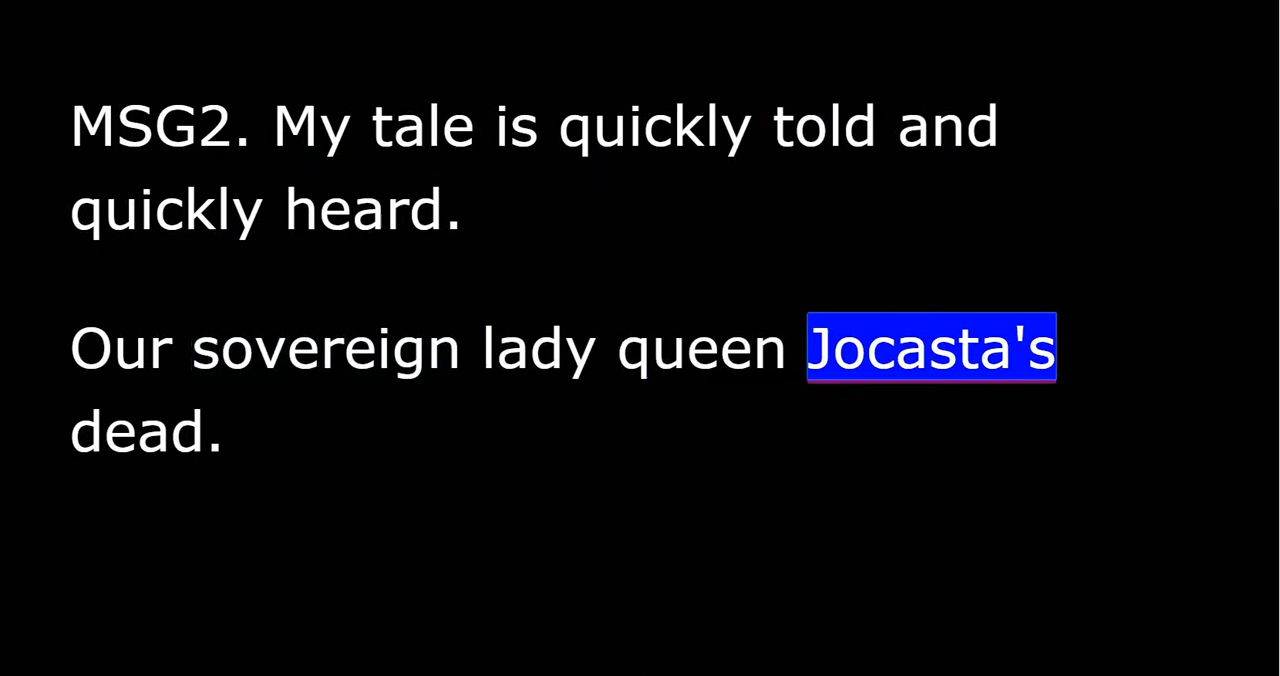 MSG2. My tale is quickly told and
quickly heard.
Our sovereign lady queen Jocasta's
dead.